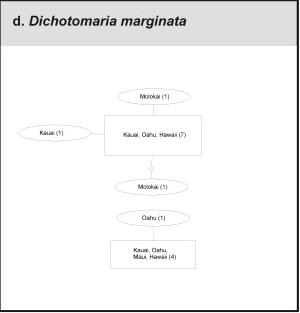 d. Dichotomaria marginata
Molokai (1)
Kauai (1)
Kauai, Oahu, Hawaii (7)
Molokai (1)
Oahu (1)
Kauai, Oahu,
Maui, Hawaii (4)